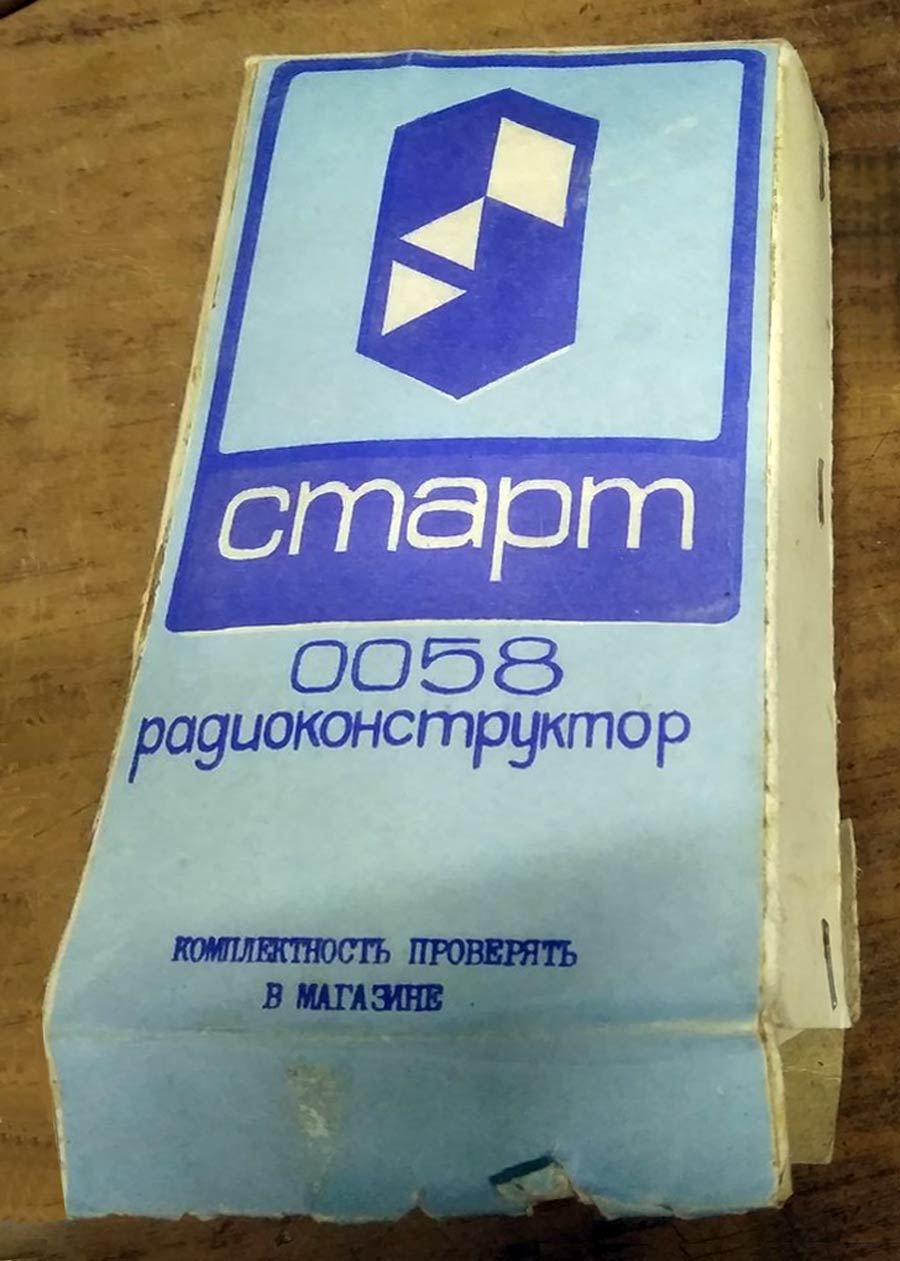 старт
0058
радиоконструктор
КОМПЛЕКТНОСТЬ ПРОВЕРЯТЬ
В МАГАЗИНЕ